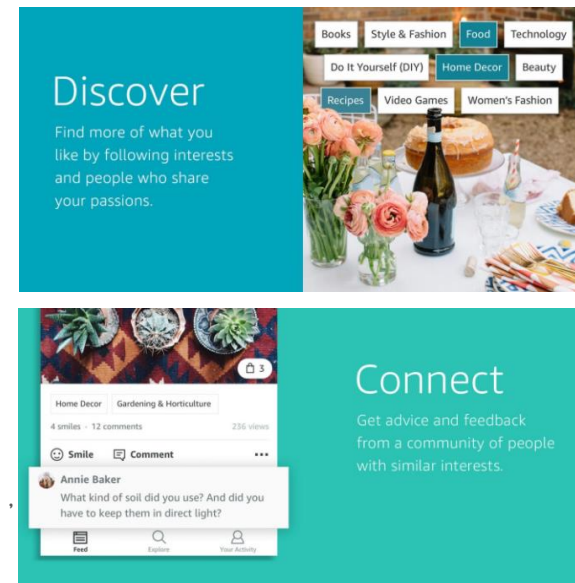 Books Style & Fashion Food Technology
Do It Yourself (DIY) Home Decor Beauty
Recipes Video Games Women's Fashion
Discover
Find more of what you
like by following interests
and people who share
your passions.
3
Home Decor Gardening & Horticulture
4 smiles · 12 comments 236 views
Smile Comment
Annie Baker
What kind of soil did you use? And did you
have to keep them in direct light?
Feed Explore Your Activity
Connect
Get advice and feedback
from a community of people
with similar interests.
,